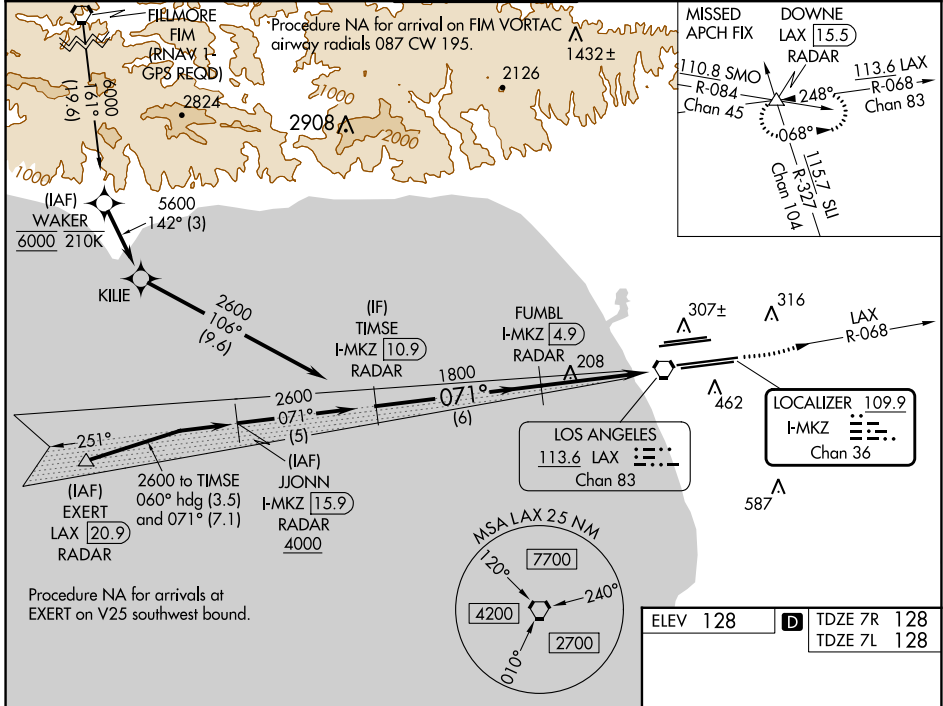 FILLMORE
FIM
(RNAV 1-
GPS REQD)
*Procedure NA for arrival on FIM VORTAC
airway radials 087 CW 195.
1432±
2126
1000
2824
2908
2000
1000
6000
161°
(19.6)
(IAF)
WAKER
6000 210K
5600
142° (3)
KILIE
2600
106°
(9.6)
MISSED
APCH FIX
DOWNE
LAX 15.5
RADAR
110.8 SMO
R-084
Chan 45
113.6 LAX
R-068
Chan 83
248°
068°
115.7 SLI
R-327
Chan 104
(IF)
TIMSE
I-MKZ 10.9
RADAR
FUMBL
I-MKZ 4.9
RADAR
208
307±
316
LAX
R-068
462
587
2600
071°
(5)
1800
071°
(6)
251°
(IAF)
EXERT
LAX 20.9
RADAR
2600 to TIMSE
060° hdg (3.5)
and 071° (7.1)
(IAF)
JJONN
I-MKZ 15.9
RADAR
4000
LOS ANGELES
113.6 LAX
Chan 83
LOCALIZER 109.9
I-MKZ
Chan 36
Procedure NA for arrivals at
EXERT on V25 southwest bound.
MSA LAX 25 NM
120°
7700
240°
4200
2700
010°
ELEV 128
D
TDZE 7R 128
TDZE 7L 128